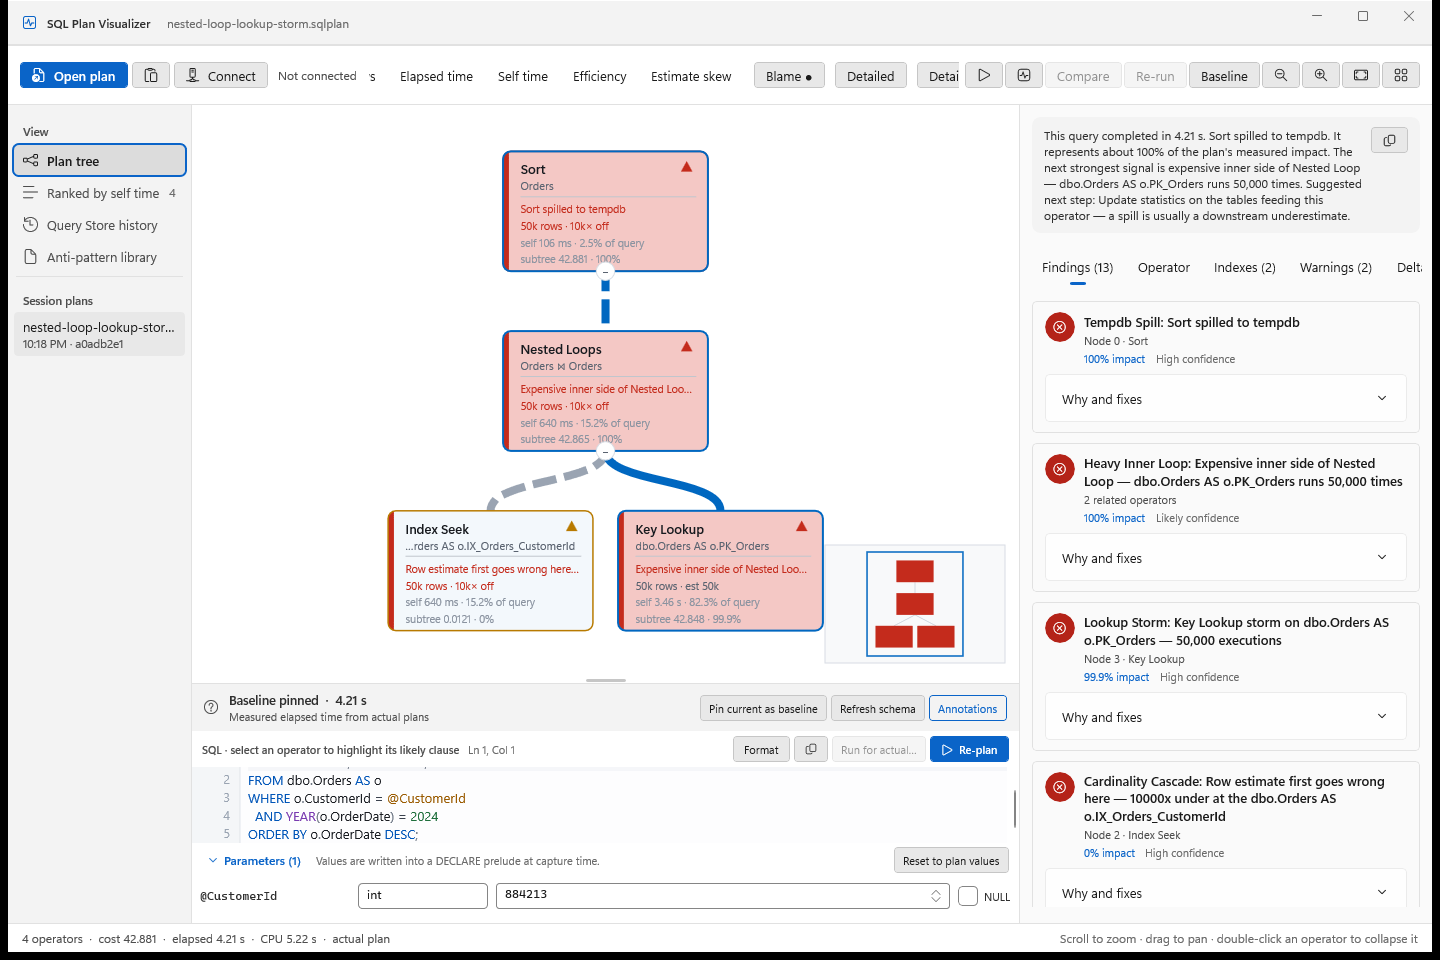 SQL Plan Visualizer nested-loop-lookup-storm.sqlplan
Open plan Connect Not connected Elapsed time Self time Efficiency Estimate skew Blame ● Detailed Compare Re-run Baseline
View
Plan tree
Ranked by self time 4
Query Store history
Anti-pattern library
Session plans
nested-loop-lookup-stor...
10:18 PM · a0adb2e1
Sort
Orders
Sort spilled to tempdb
50k rows · 10k× off
self 106 ms · 2.5% of query
subtree 42.881 · 100%
Nested Loops
Orders ⋈ Orders
Expensive inner side of Nested Loo...
50k rows · 10k× off
self 640 ms · 15.2% of query
subtree 42.865 · 100%
Index Seek
...rders AS o.IX_Orders_CustomerId
Row estimate first goes wrong here...
50k rows · 10k× off
self 640 ms · 15.2% of query
subtree 0.0121 · 0%
Key Lookup
dbo.Orders AS o.PK_Orders
Expensive inner side of Nested Loo...
50k rows · est 50k
self 3.46 s · 82.3% of query
subtree 42.848 · 99.9%
Baseline pinned · 4.21 s
Measured elapsed time from actual plans
Pin current as baseline Refresh schema Annotations
SQL · select an operator to highlight its likely clause Ln 1, Col 1
Format Run for actual... Re-plan
2 FROM dbo.Orders AS o
3 WHERE o.CustomerId = @CustomerId
4 AND YEAR(o.OrderDate) = 2024
5 ORDER BY o.OrderDate DESC;
Parameters (1) Values are written into a DECLARE prelude at capture time. Reset to plan values
@CustomerId int 884213 NULL
This query completed in 4.21 s. Sort spilled to tempdb. It
represents about 100% of the plan's measured impact. The
next strongest signal is expensive inner side of Nested Loop
— dbo.Orders AS o.PK_Orders runs 50,000 times. Suggested
next step: Update statistics on the tables feeding this
operator — a spill is usually a downstream underestimate.
Findings (13) Operator Indexes (2) Warnings (2)
Tempdb Spill: Sort spilled to tempdb
Node 0 · Sort
100% impact High confidence
Why and fixes
Heavy Inner Loop: Expensive inner side of Nested
Loop — dbo.Orders AS o.PK_Orders runs 50,000 times
2 related operators
100% impact Likely confidence
Why and fixes
Lookup Storm: Key Lookup storm on dbo.Orders AS
o.PK_Orders — 50,000 executions
Node 3 · Key Lookup
99.9% impact High confidence
Why and fixes
Cardinality Cascade: Row estimate first goes wrong
here — 10000x under at the dbo.Orders AS
o.IX_Orders_CustomerId
Node 2 · Index Seek
0% impact High confidence
Why and fixes
4 operators · cost 42.881 · elapsed 4.21 s · CPU 5.22 s · actual plan
Scroll to zoom · drag to pan · double-click an operator to collapse it